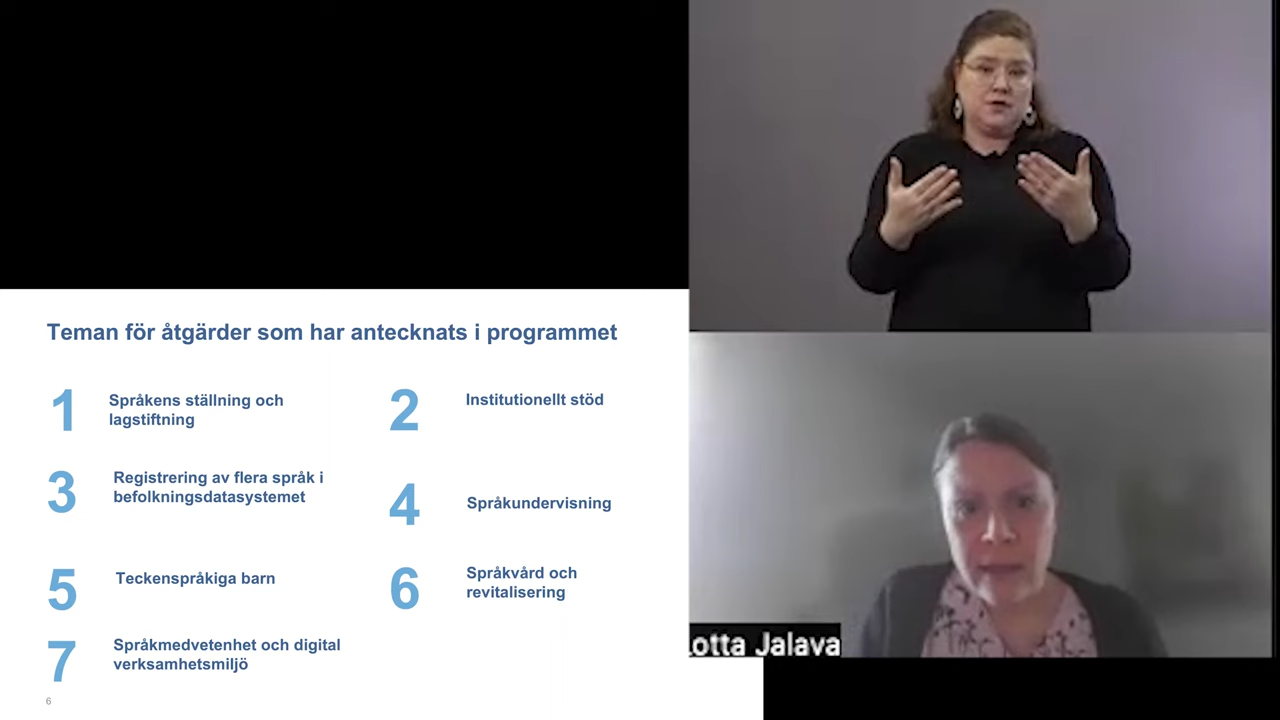 Teman för åtgärder som har antecknats i programmet
1
Språkens ställning och
lagstiftning
2
Institutionellt stöd
3
Registrering av flera språk i
befolkningsdatasystemet
4
Språkundervisning
5
Teckenspråkiga barn
6
Språkvård och
revitalisering
7
Språkmedvetenhet och digital
verksamhetsmiljö
6
Lotta Jalava